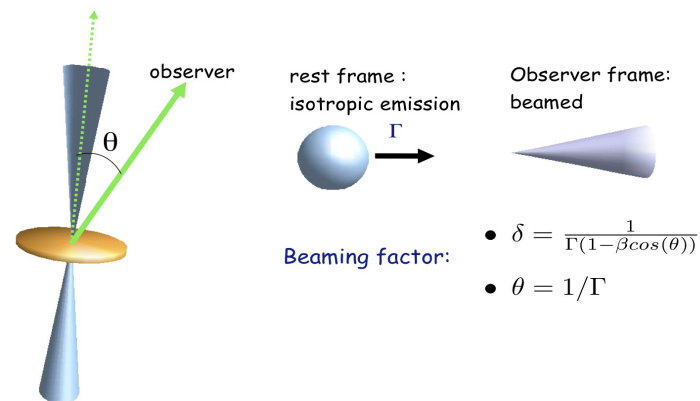 observer
θ
rest frame :
isotropic emission
Γ
Observer frame:
beamed
Beaming factor:
• δ = 1 / Γ(1−βcos(θ))
• θ = 1/Γ